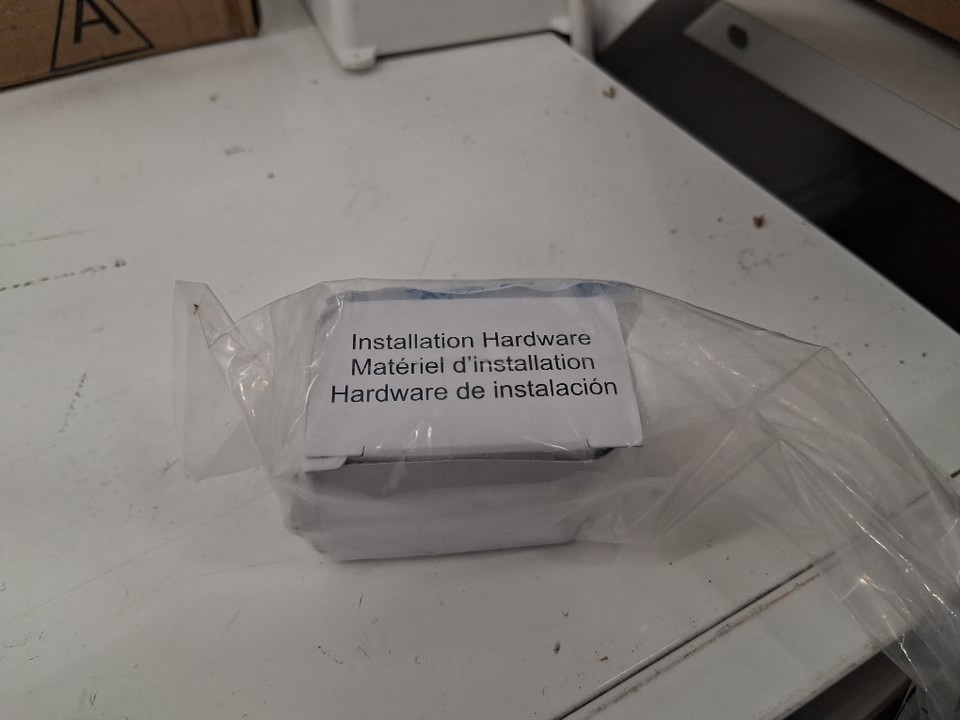 A
Installation Hardware
Matériel d'installation
Hardware de instalación